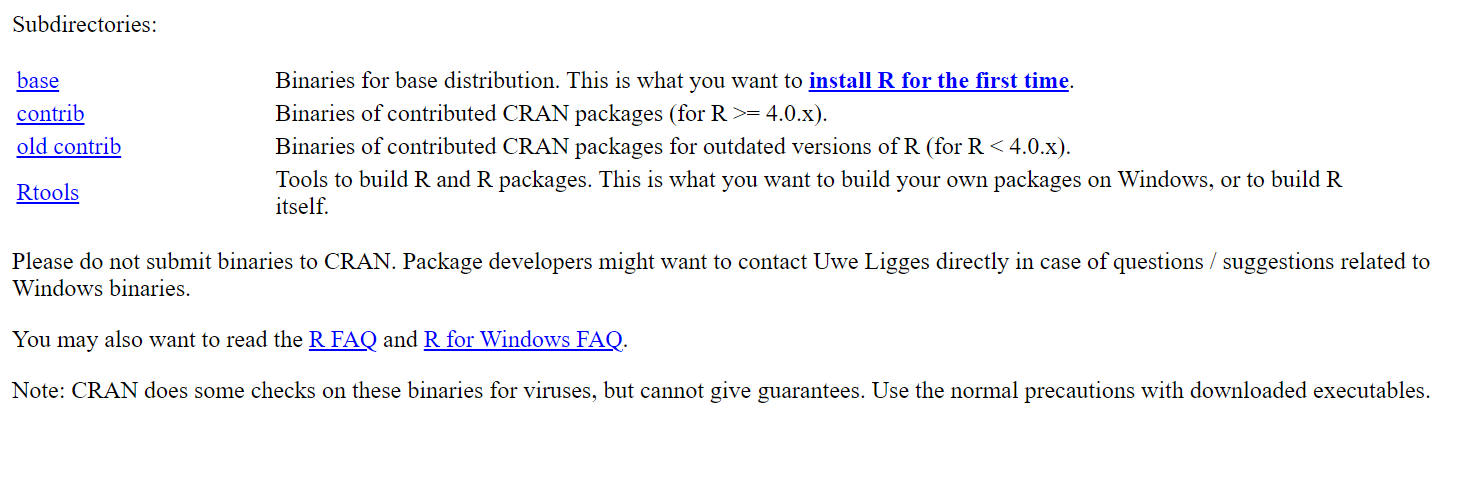 Subdirectories:
base Binaries for base distribution. This is what you want to install R for the first time.
contrib Binaries of contributed CRAN packages (for R >= 4.0.x).
old contrib Binaries of contributed CRAN packages for outdated versions of R (for R < 4.0.x).
Rtools Tools to build R and R packages. This is what you want to build your own packages on Windows, or to build R
itself.
Please do not submit binaries to CRAN. Package developers might want to contact Uwe Ligges directly in case of questions / suggestions related to
Windows binaries.
You may also want to read the R FAQ and R for Windows FAQ.
Note: CRAN does some checks on these binaries for viruses, but cannot give guarantees. Use the normal precautions with downloaded executables.